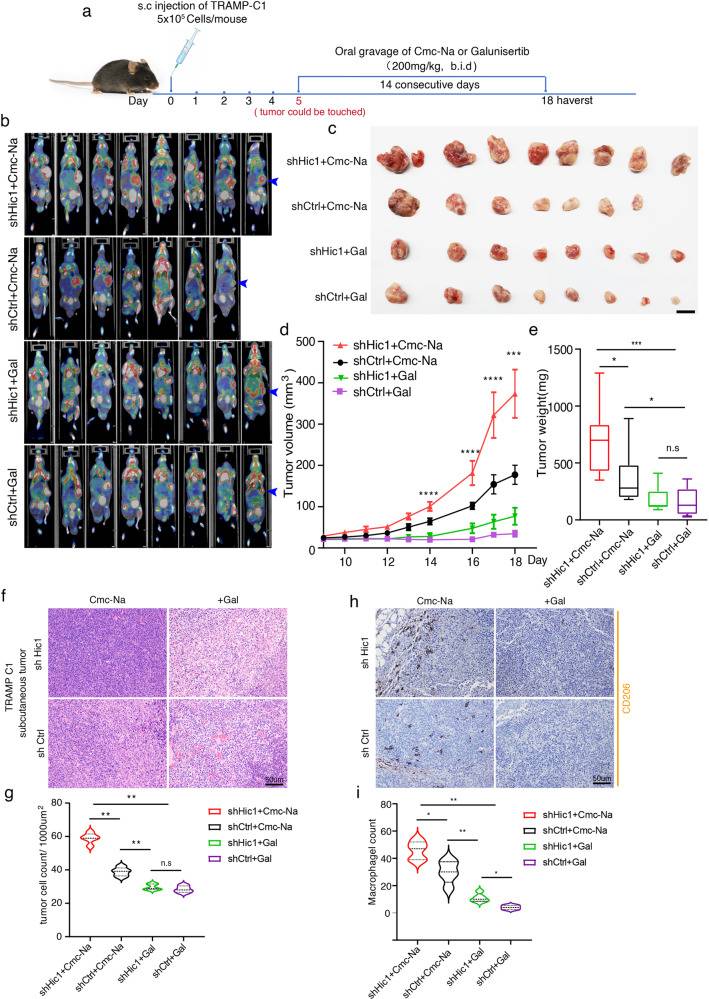 a
s.c injection of TRAMP-C1
5x10⁵ Cells/mouse
Oral gravage of Cmc-Na or Galunisertib
(200mg/kg, b.i.d)
14 consecutive days
Day 0 1 2 3 4 5 18 haverst
( tumor could be touched)
b
shHic1+Cmc-Na
shCtrl+Cmc-Na
shHic1+Gal
shCtrl+Gal
c
shHic1+Cmc-Na
shCtrl+Cmc-Na
shHic1+Gal
shCtrl+Gal
d
Tumor volume (mm³)
500
400
300
200
100
0
10 12 14 16 18 Day
shHic1+Cmc-Na
shCtrl+Cmc-Na
shHic1+Gal
shCtrl+Gal
**** **** **** ***
e
Tumor weight(mg)
1500
1000
500
0
***
*
*
n.s
shHic1+Cmc-Na
shCtrl+Cmc-Na
shHic1+Gal
shCtrl+Gal
f
Cmc-Na +Gal
TRAMP C1
subcutaneous tumor
sh Hic1
sh Ctrl
50um
g
tumor cell count/ 1000um²
80
60
40
20
0
**
**
**
n.s
shHic1+Cmc-Na
shCtrl+Cmc-Na
shHic1+Gal
shCtrl+Gal
shHic1+Cmc-Na
shCtrl+Cmc-Na
shHic1+Gal
shCtrl+Gal
h
Cmc-Na +Gal
sh Hic1
sh Ctrl
CD206
50um
i
Macrophagel count
80
60
40
20
0
**
*
**
*
shHic1+Cmc-Na
shCtrl+Cmc-Na
shHic1+Gal
shCtrl+Gal
shHic1+Cmc-Na
shCtrl+Cmc-Na
shHic1+Gal
shCtrl+Gal